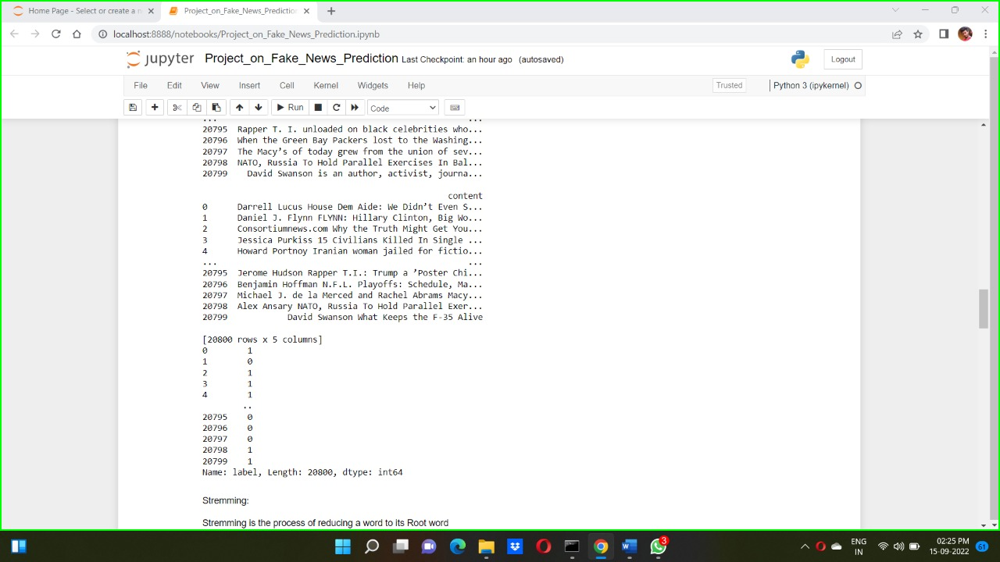 Home Page - Select or create a n
Project_on_Fake_News_Predictio
localhost:8888/notebooks/Project_on_Fake_News_Prediction.ipynb
jupyter Project_on_Fake_News_Prediction Last Checkpoint: an hour ago (autosaved)
Logout
File Edit View Insert Cell Kernel Widgets Help
Trusted
Python 3 (ipykernel)
Run
Code
... ...
20795 Rapper T. I. unloaded on black celebrities who...
20796 When the Green Bay Packers lost to the Washing...
20797 The Macy’s of today grew from the union of sev...
20798 NATO, Russia To Hold Parallel Exercises In Bal...
20799 David Swanson is an author, activist, journa...
content
0 Darrell Lucus House Dem Aide: We Didn’t Even S...
1 Daniel J. Flynn FLYNN: Hillary Clinton, Big Wo...
2 Consortiumnews.com Why the Truth Might Get You...
3 Jessica Purkiss 15 Civilians Killed In Single ...
4 Howard Portnoy Iranian woman jailed for fictio...
... ...
20795 Jerome Hudson Rapper T.I.: Trump a ’Poster Chi...
20796 Benjamin Hoffman N.F.L. Playoffs: Schedule, Ma...
20797 Michael J. de la Merced and Rachel Abrams Macy...
20798 Alex Ansary NATO, Russia To Hold Parallel Exer...
20799 David Swanson What Keeps the F-35 Alive
[20800 rows x 5 columns]
0 1
1 0
2 1
3 1
4 1
..
20795 0
20796 0
20797 0
20798 1
20799 1
Name: label, Length: 20800, dtype: int64
Stremming:
Stremming is the process of reducing a word to its Root word
3
ENG
IN
02:25 PM
15-09-2022
61